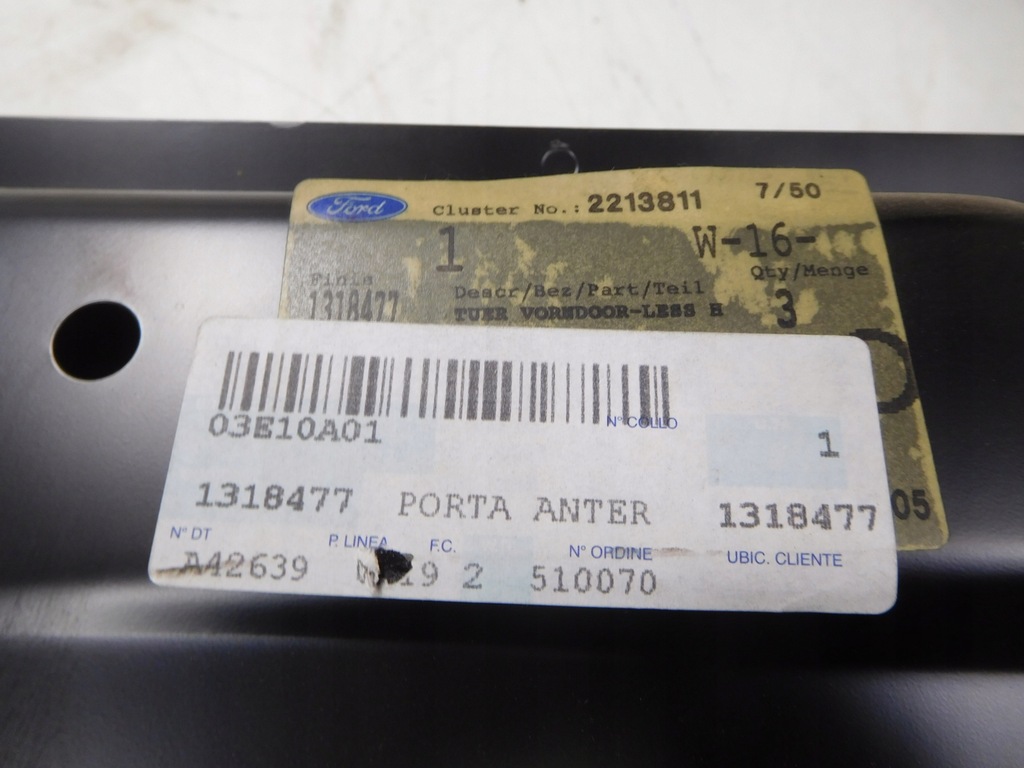 Ford Cluster No.: 2213811 7/50
1 W-16-
Finis Descr/Bez/Part/Teil Qty/Menge
1318477 TUER VORNDOOR-LESS H 3
N° COLLO
03E10A01 1
1318477 PORTA ANTER 1318477 05
N° DT P. LINEA F.C. N° ORDINE UBIC. CLIENTE
A42639 19 2 510070